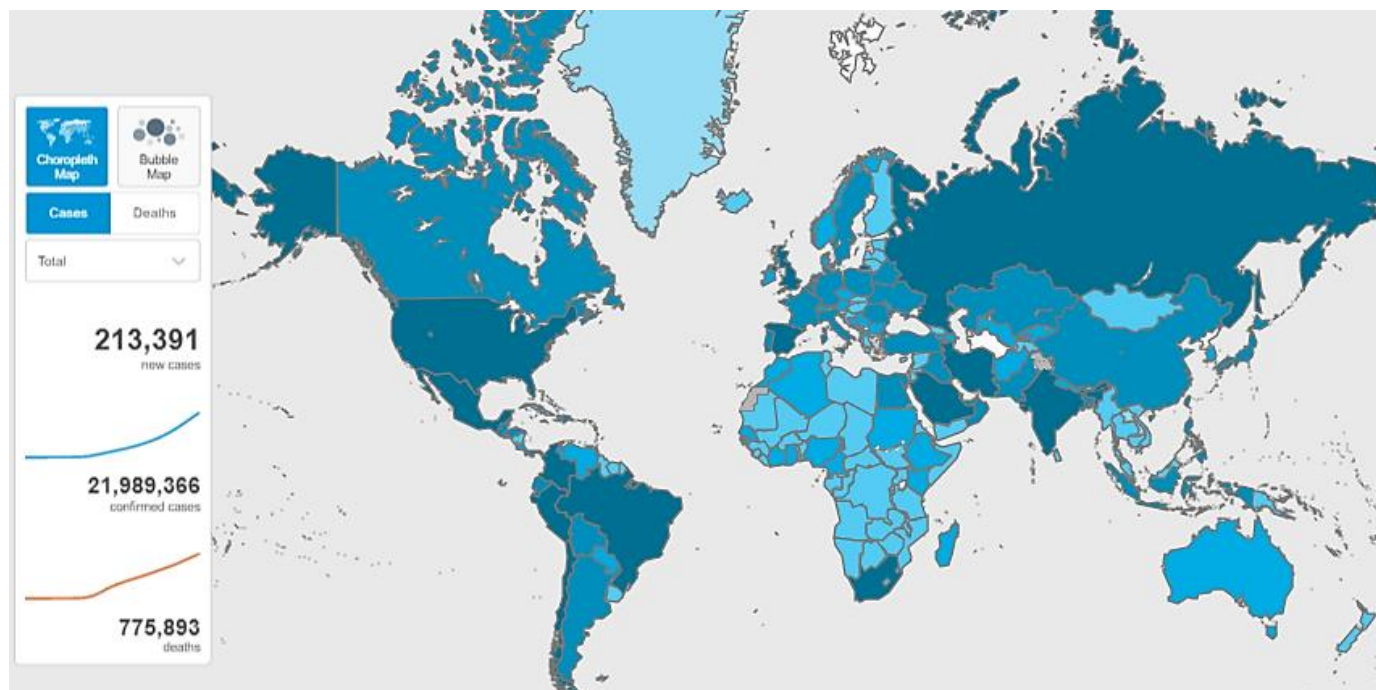 Choropleth
Map
Bubble
Map
Cases
Deaths
Total
213,391
new cases
21,989,366
confirmed cases
775,893
deaths